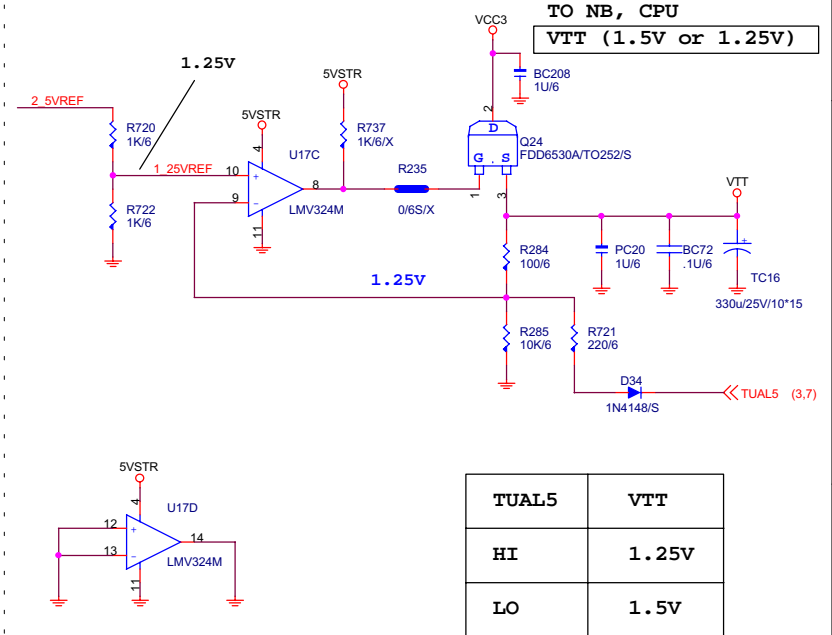 TO NB, CPU
VTT (1.5V or 1.25V)
VCC3
BC208
1U/6
2
D
G . S
Q24
FDD6530A/TO252/S
1
3
1.25V
2_5VREF
R720
1K/6
1_25VREF
R722
1K/6
5VSTR
4
U17C
10
+
9
-
8
11
LMV324M
5VSTR
R737
1K/6/X
R235
0/6S/X
VTT
R284
100/6
PC20
1U/6
BC72
.1U/6
+
TC16
330u/25V/10*15
1.25V
R285
10K/6
R721
220/6
D34
1N4148/S
TUAL5 (3,7)
5VSTR
4
U17D
12
+
13
-
14
11
LMV324M
TUAL5 VTT
HI 1.25V
LO 1.5V